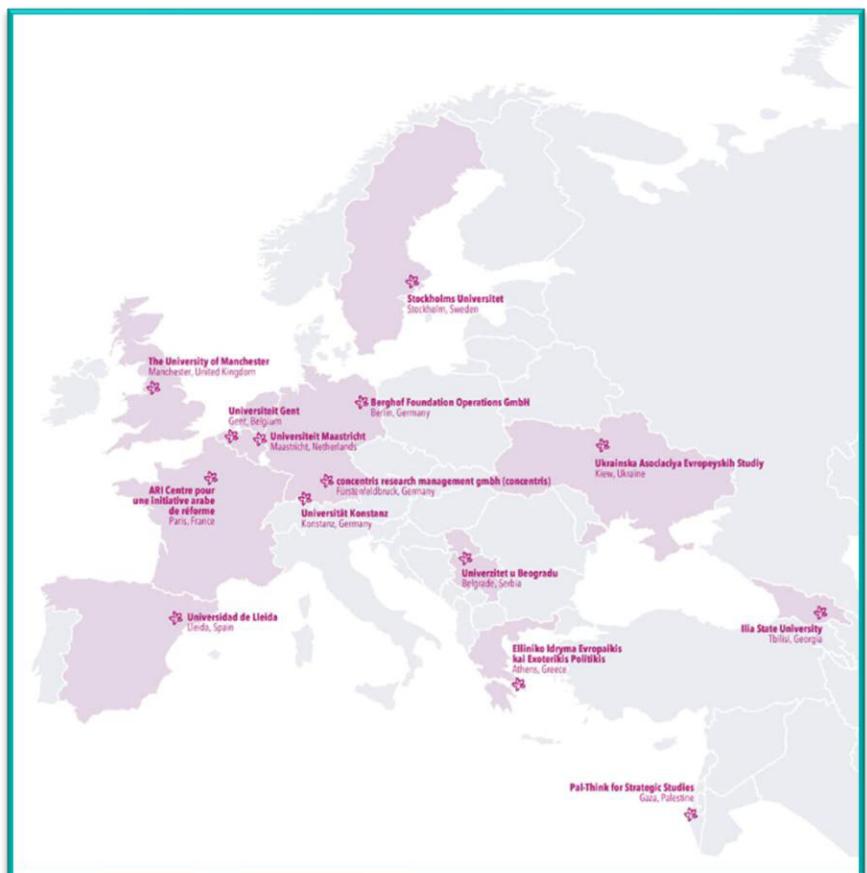 Stockholms Universitet
Stockholm, Sweden
The University of Manchester
Manchester, United Kingdom
Universiteit Gent
Gent, Belgium
Berghof Foundation Operations GmbH
Berlin, Germany
Universiteit Maastricht
Maastricht, Netherlands
Ukrainska Asociaciya Evropeyskih Studiy
Kiew, Ukraine
concentris research management gmbh (concentris)
Fürstenfeldbruck, Germany
ARI Centre pour
une initiative arabe
de réforme
Paris, France
Universität Konstanz
Konstanz, Germany
Univerzitet u Beogradu
Belgrade, Serbia
Universidad de Lleida
Lleida, Spain
Ilia State University
Tbilisi, Georgia
Elliniko Idryma Evropaikis
kai Exoterikis Politikis
Athens, Greece
Pal-Think for Strategic Studies
Gaza, Palestine